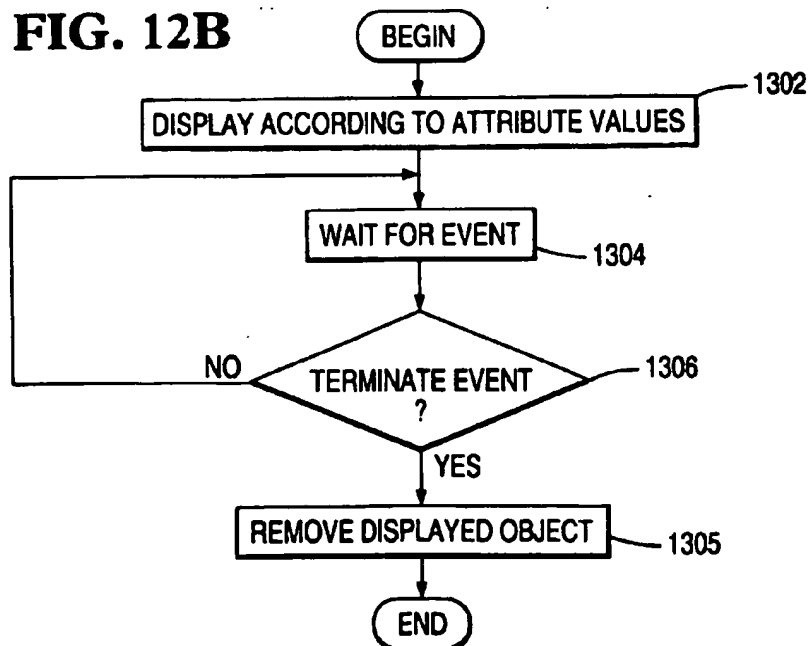 FIG. 12B
BEGIN
1302
DISPLAY ACCORDING TO ATTRIBUTE VALUES
WAIT FOR EVENT
1304
NO
TERMINATE EVENT
?
1306
YES
REMOVE DISPLAYED OBJECT
1305
END